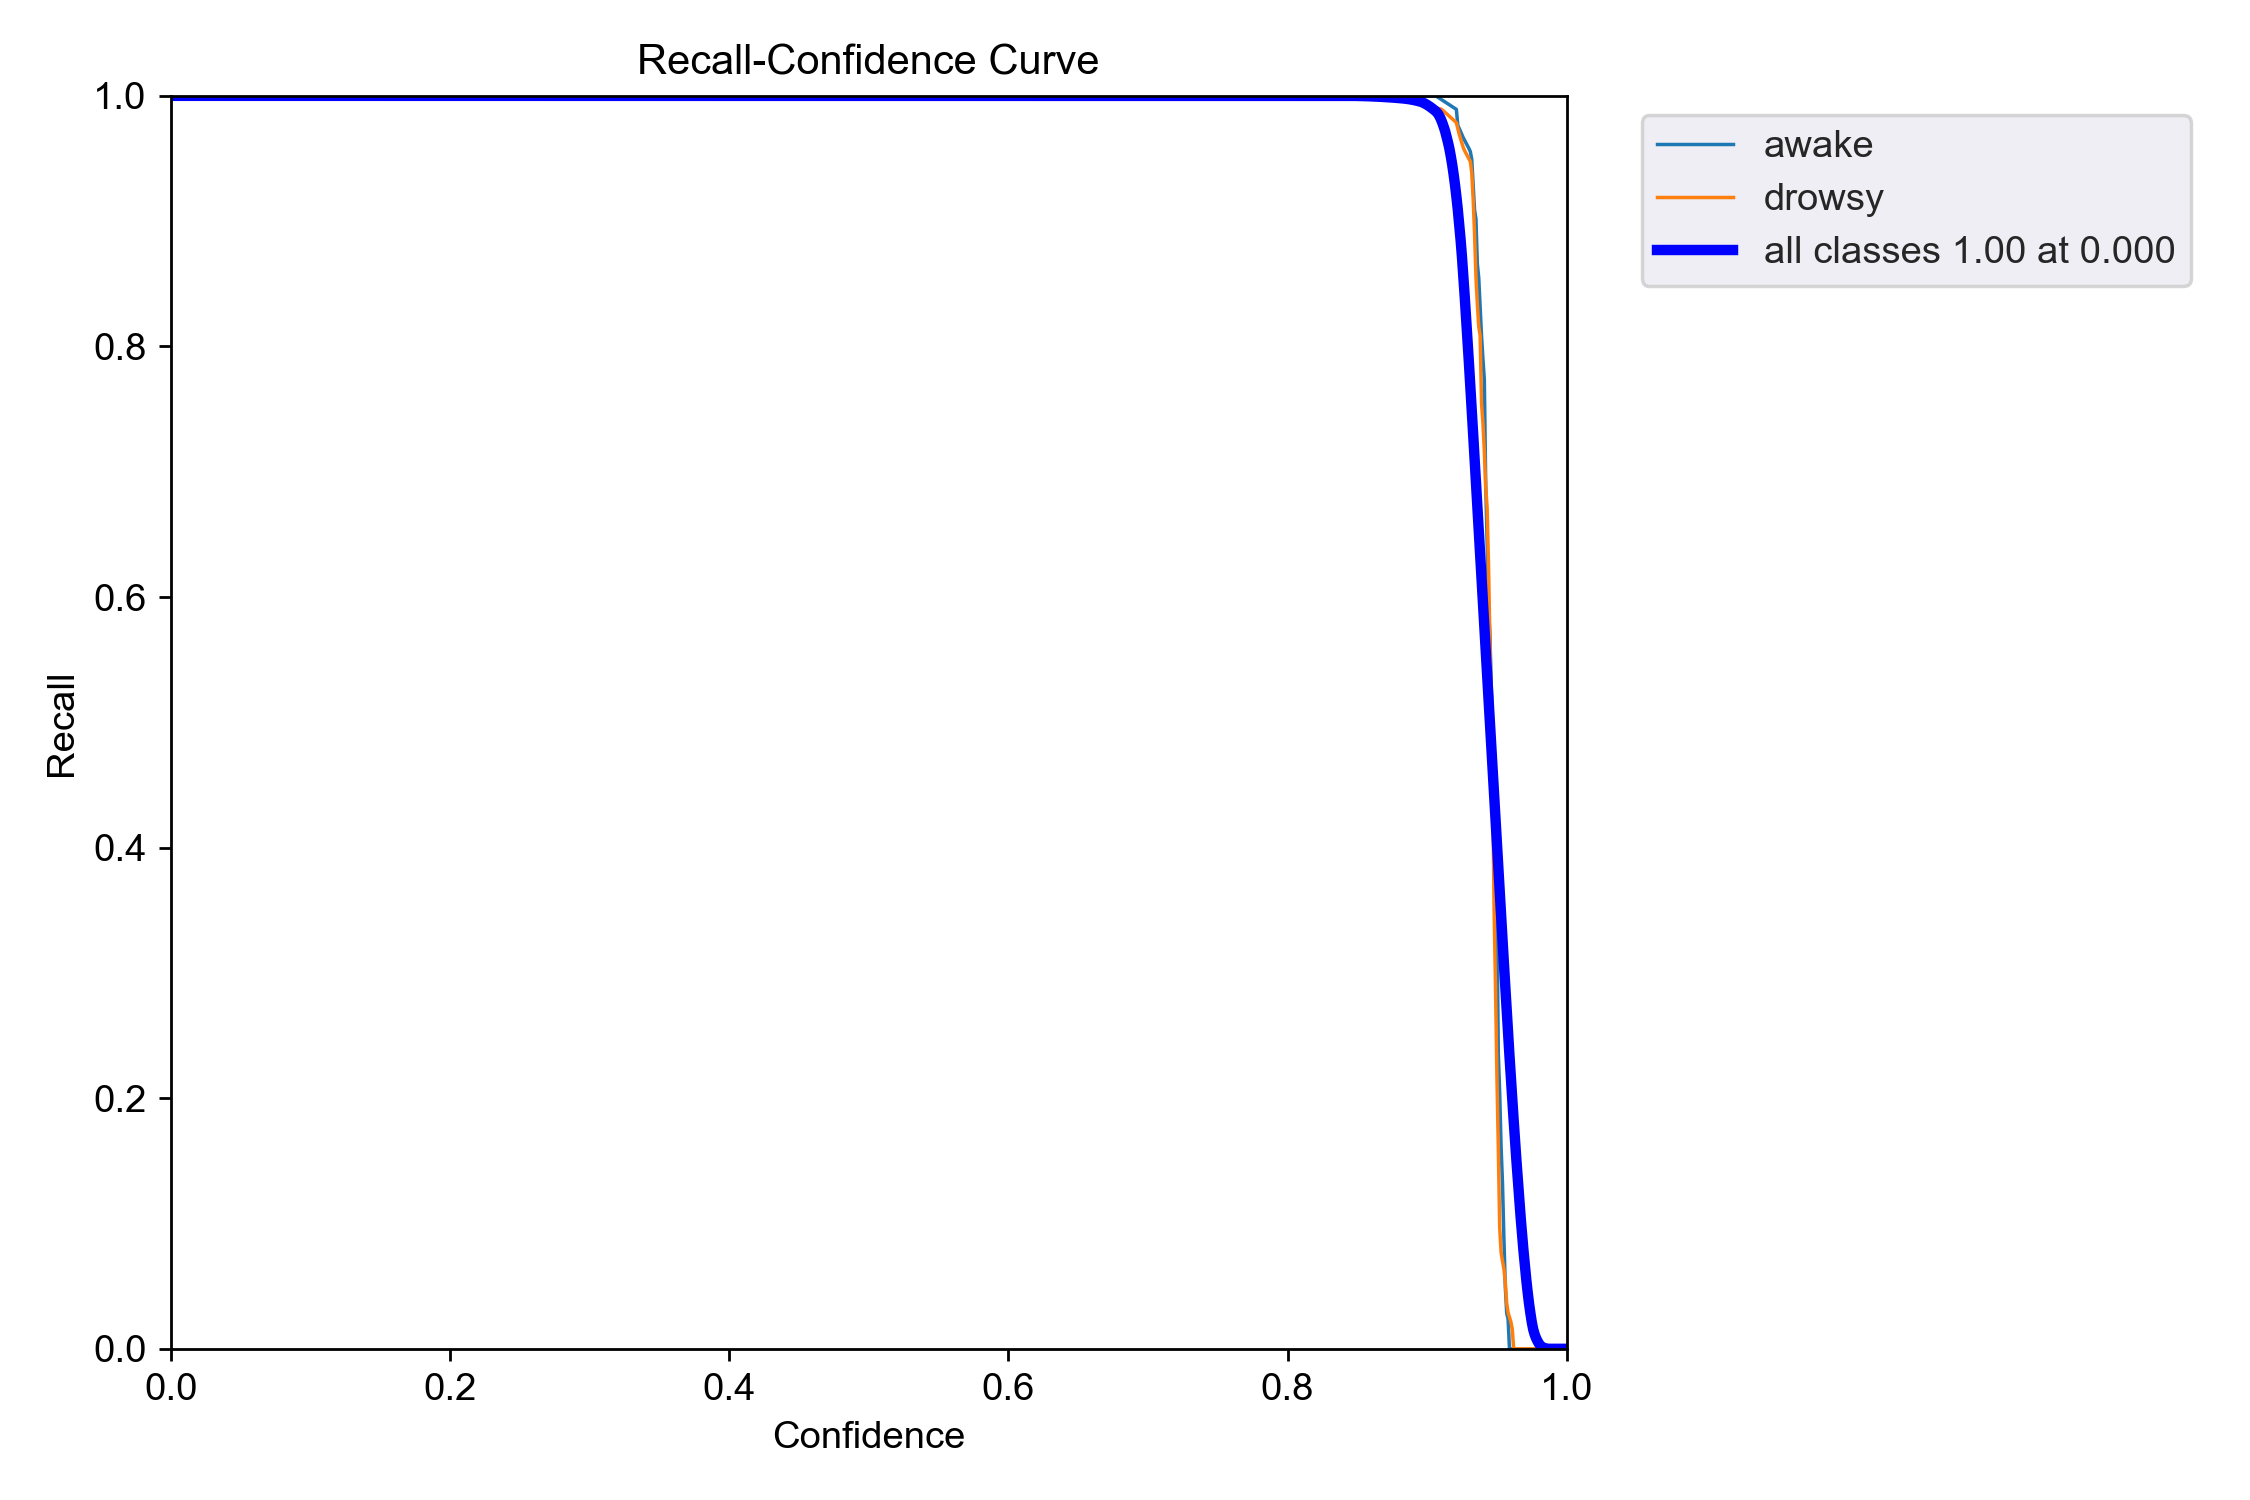 Recall-Confidence Curve
1.0
0.8
0.6
0.4
0.2
0.0
Recall
0.0 0.2 0.4 0.6 0.8 1.0
Confidence
awake
drowsy
all classes 1.00 at 0.000